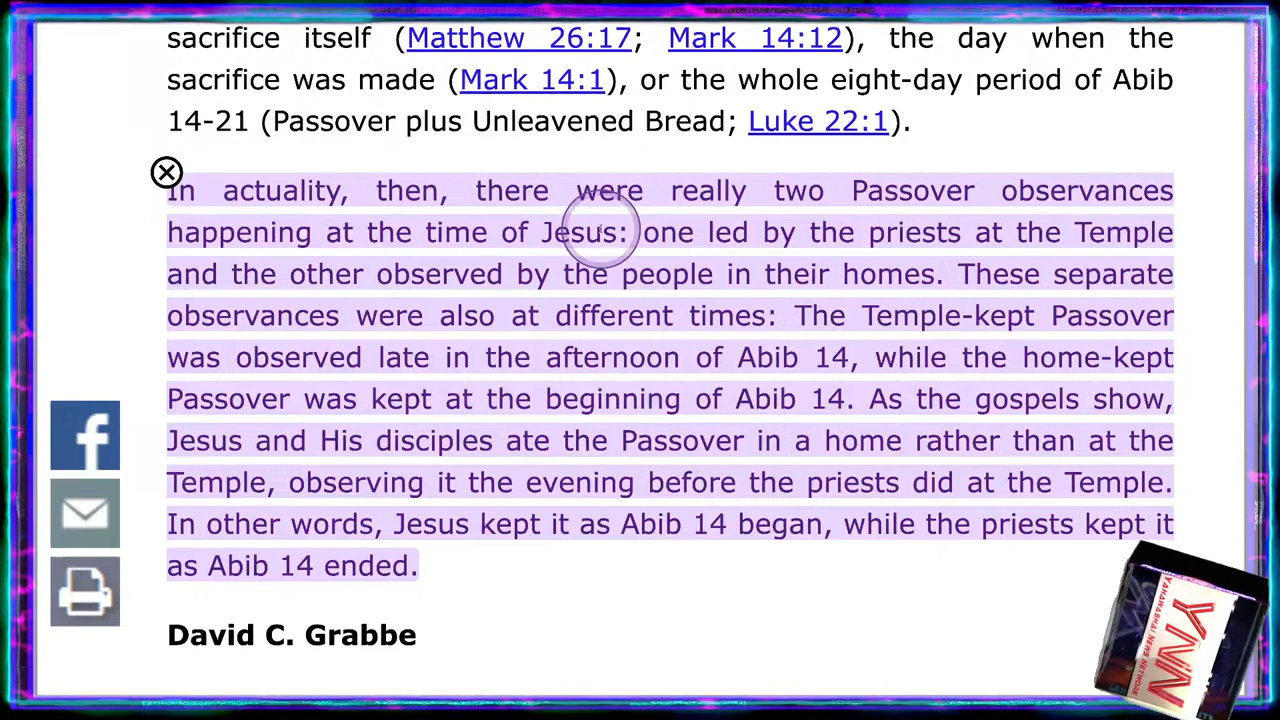 sacrifice itself (Matthew 26:17; Mark 14:12), the day when the
sacrifice was made (Mark 14:1), or the whole eight-day period of Abib
14-21 (Passover plus Unleavened Bread; Luke 22:1).
In actuality, then, there were really two Passover observances
happening at the time of Jesus: one led by the priests at the Temple
and the other observed by the people in their homes. These separate
observances were also at different times: The Temple-kept Passover
was observed late in the afternoon of Abib 14, while the home-kept
Passover was kept at the beginning of Abib 14. As the gospels show,
Jesus and His disciples ate the Passover in a home rather than at the
Temple, observing it the evening before the priests did at the Temple.
In other words, Jesus kept it as Abib 14 began, while the priests kept it
as Abib 14 ended.
David C. Grabbe
YNN
YAHAWASHAI NEWS NETWORK